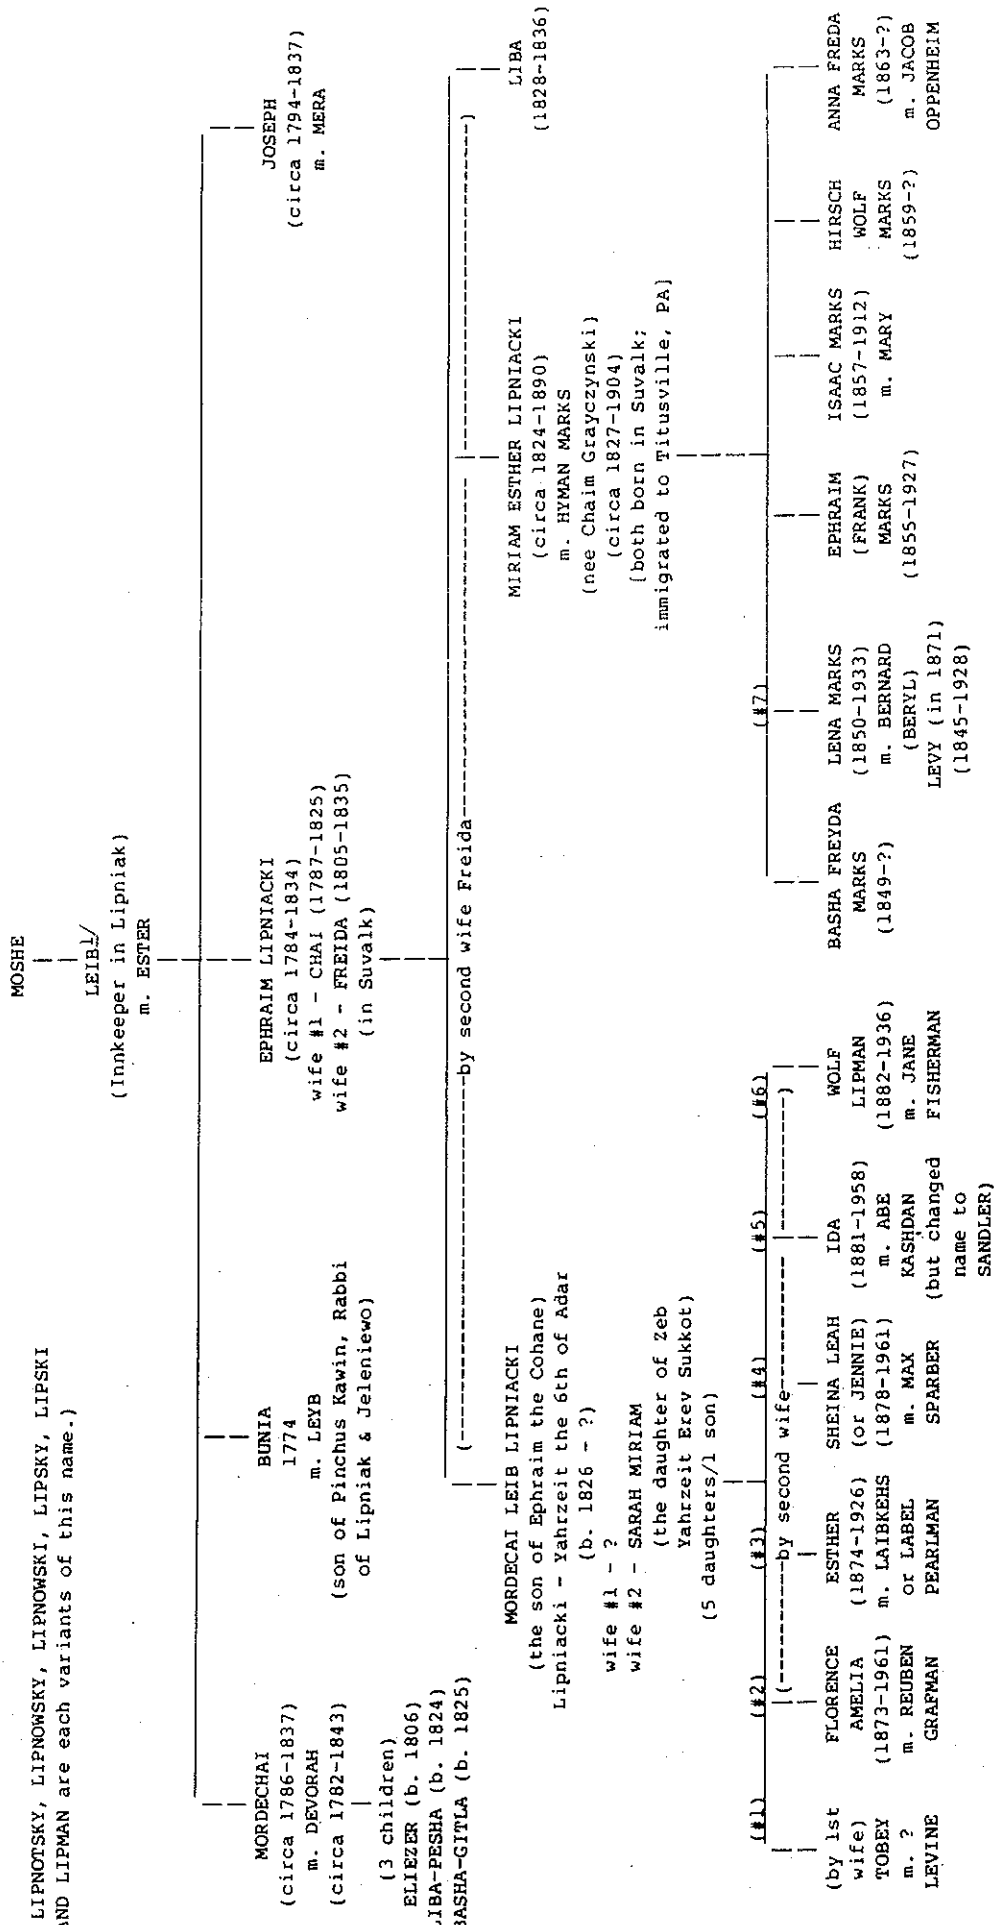 LIPNOTSKY, LIPNOWSKY, LIPNOWSKI, LIPSKY, LIPSKI
AND LIPMAN are each variants of this name.)
MOSHE
LEIB1/
(Innkeeper in Lipniak)
m. ESTER
MORDECHAI
(circa 1786-1837)
m. DEVORAH
(circa 1782-1843)
(3 children)
ELIEZER (b. 1806)
LIBA-PESHA (b. 1824)
BASHA-GITLA (b. 1825)
BUNIA
1774
m. LEYB
(son of Pinchus Kawin, Rabbi
of Lipniak & Jeleniewo)
EPHRAIM LIPNIACKI
(circa 1784-1834)
wife #1 - CHAI (1787-1825)
wife #2 - FREIDA (1805-1835)
(in Suvalk)
JOSEPH
(circa 1794-1837)
m. MERA
(----------by second wife Freida----------)
MORDECAI LEIB LIPNIACKI
(the son of Ephraim the Cohane)
Lipniacki - Yahrzeit the 6th of Adar
(b. 1826 - ?)
wife #1 - ?
wife #2 - SARAH MIRIAM
(the daughter of Zeb
Yahrzeit Erev Sukkot)
(5 daughters/1 son)
MIRIAM ESTHER LIPNIACKI
(circa 1824-1890)
m. HYMAN MARKS
(nee Chaim Grayczynski)
(circa 1827-1904)
[both born in Suvalk;
immigrated to Titusville, PA]
LIBA
(1828-1836)
(#1) (#2) (#3) (#4) (#5) (#6) (#7)
(----------by second wife----------)
(by 1st
wife)
TOBEY
m. ?
LEVINE
FLORENCE
AMELIA
(1873-1961)
m. REUBEN
GRAFMAN
ESTHER
(1874-1926)
m. LAIBKEHS
or LABEL
PEARLMAN
SHEINA LEAH
(or JENNIE)
(1878-1961)
m. MAX
SPARBER
IDA
(1881-1958)
m. ABE
KASHDAN
(but changed
name to
SANDLER)
WOLF
LIPMAN
(1882-1936)
m. JANE
FISHERMAN
BASHA FREYDA
MARKS
(1849-?)
LENA MARKS
(1850-1933)
m. BERNARD
(BERYL)
LEVY (in 1871)
(1845-1928)
EPHRAIM
(FRANK)
MARKS
(1855-1927)
ISAAC MARKS
(1857-1912)
m. MARY
HIRSCH
WOLF
MARKS
(1859-?)
ANNA FREDA
MARKS
(1863-?)
m. JACOB
OPPENHEIM